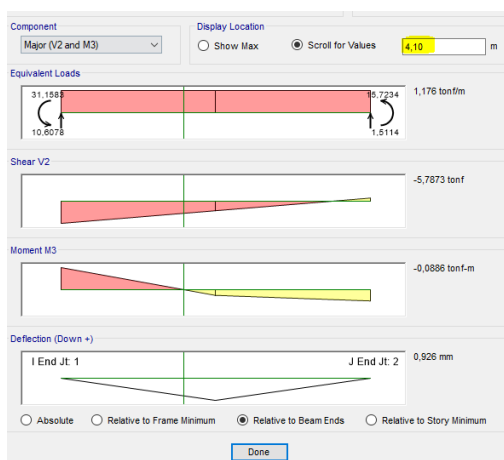 Component
Display Location
Major (V2 and M3)
Show Max
Scroll for Values
4,10
m
Equivalent Loads
31.1583
15.7234
10.6078
1.5114
1,176 tonf/m
Shear V2
-5,7873 tonf
Moment M3
-0,0886 tonf-m
Deflection (Down +)
I End Jt: 1
J End Jt: 2
0,926 mm
Absolute
Relative to Frame Minimum
Relative to Beam Ends
Relative to Story Minimum
Done